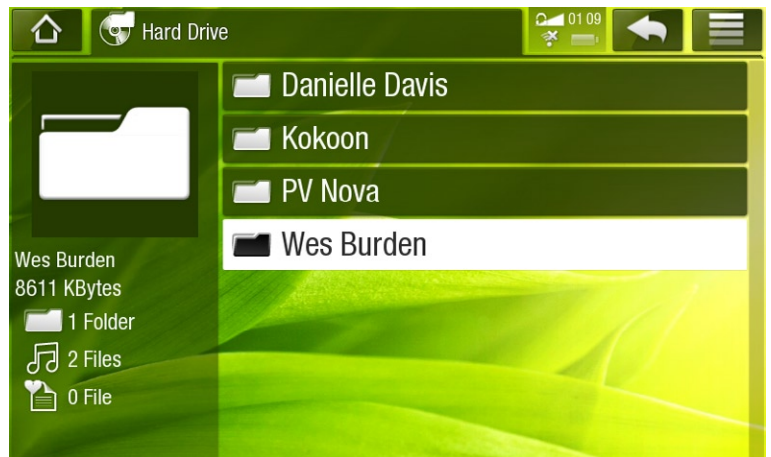 Hard Drive
01 09
Danielle Davis
Kokoon
PV Nova
Wes Burden
Wes Burden
8611 KBytes
1 Folder
2 Files
0 File